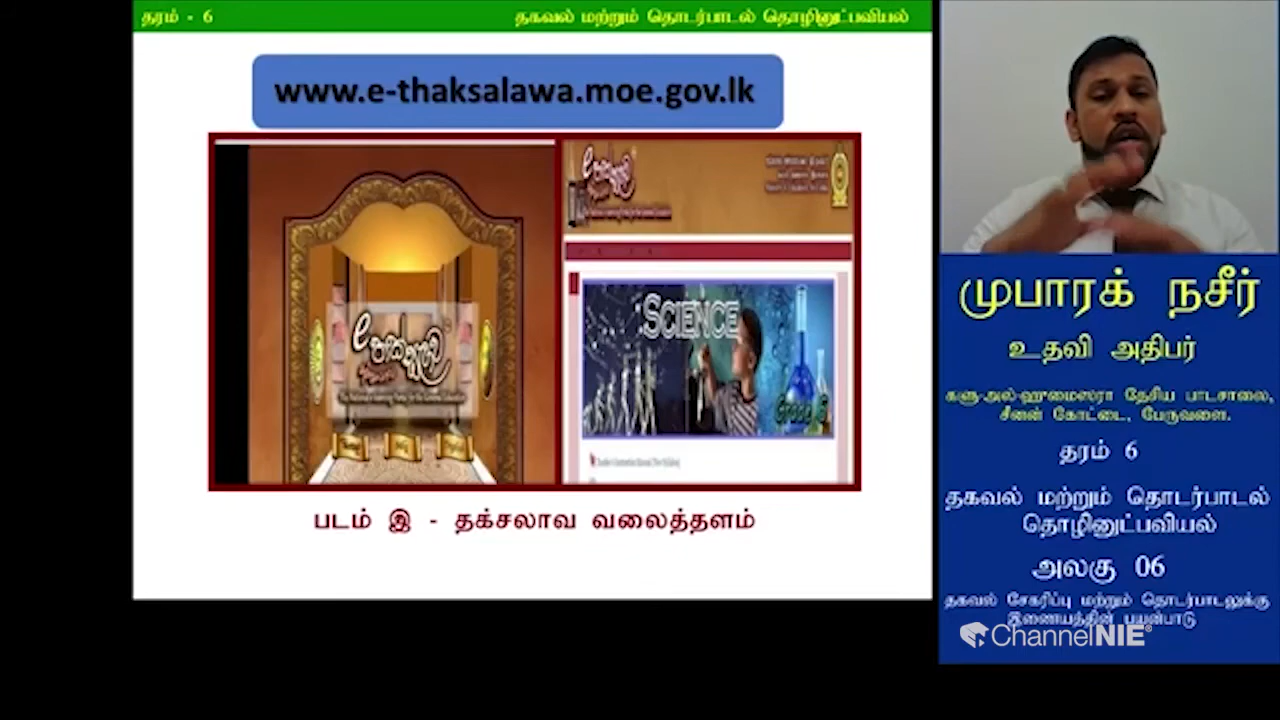 தரம் - 6
தகவல் மற்றும் தொடர்பாடல் தொழினுட்பவியல்
www.e-thaksalawa.moe.gov.lk
SCIENCE
படம் இ - தக்சலாவ வலைத்தளம்
முபாரக் நசீர்
உதவி அதிபர்
களு-அல்-ஹுமைஸரா தேசிய பாடசாலை,
சீனன் கோட்டை, பேருவளை.
தரம் 6
தகவல் மற்றும் தொடர்பாடல்
தொழினுட்பவியல்
அலகு 06
தகவல் சேகரிப்பு மற்றும் தொடர்பாடலுக்கு
இணையத்தின் பயன்பாடு
ChannelNIE